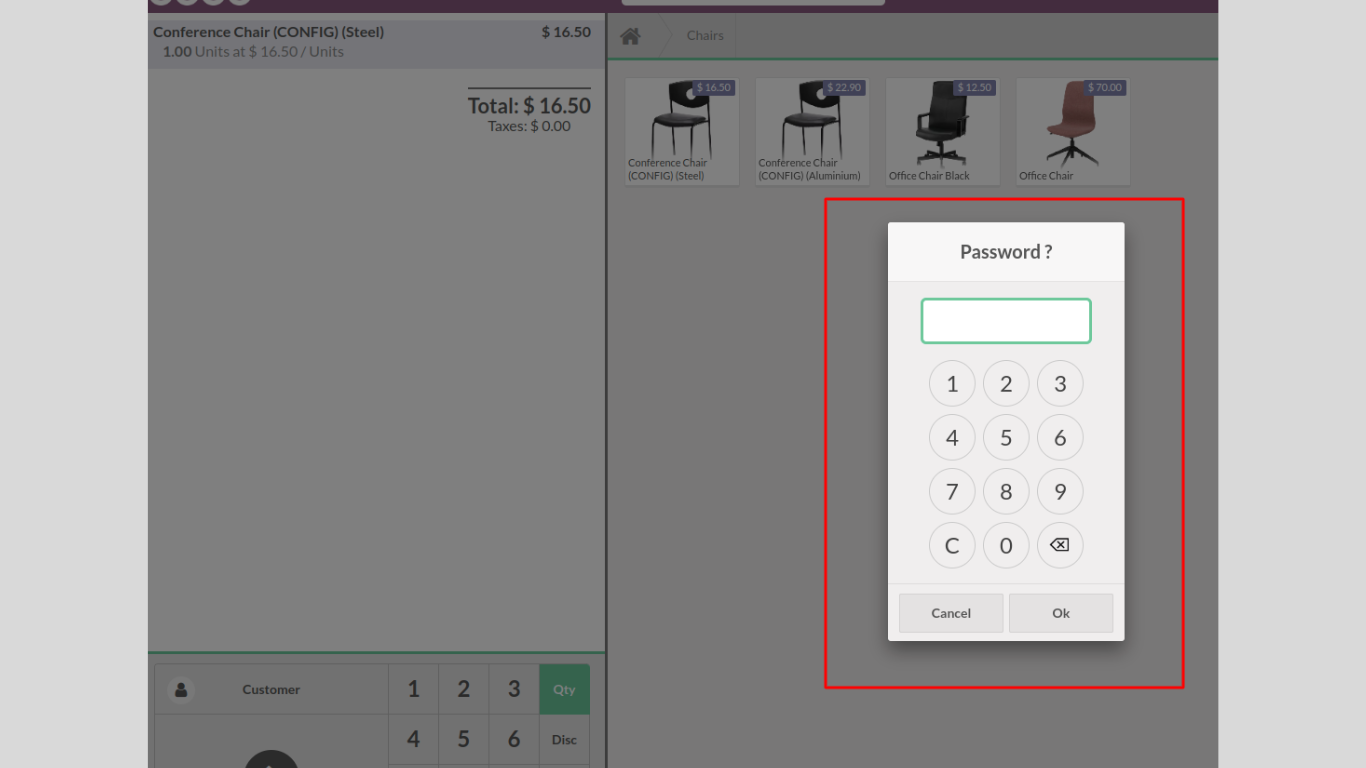 Conference Chair (CONFIG) (Steel) $ 16.50
1.00 Units at $ 16.50 / Units
Total: $ 16.50
Taxes: $ 0.00
Chairs
$ 16.50
Conference Chair
(CONFIG) (Steel)
$ 22.90
Conference Chair
(CONFIG) (Aluminium)
$ 12.50
Office Chair Black
$ 70.00
Office Chair
Password ?
1 2 3
4 5 6
7 8 9
C 0
Cancel Ok
Customer 1 2 3 Qty
4 5 6 Disc